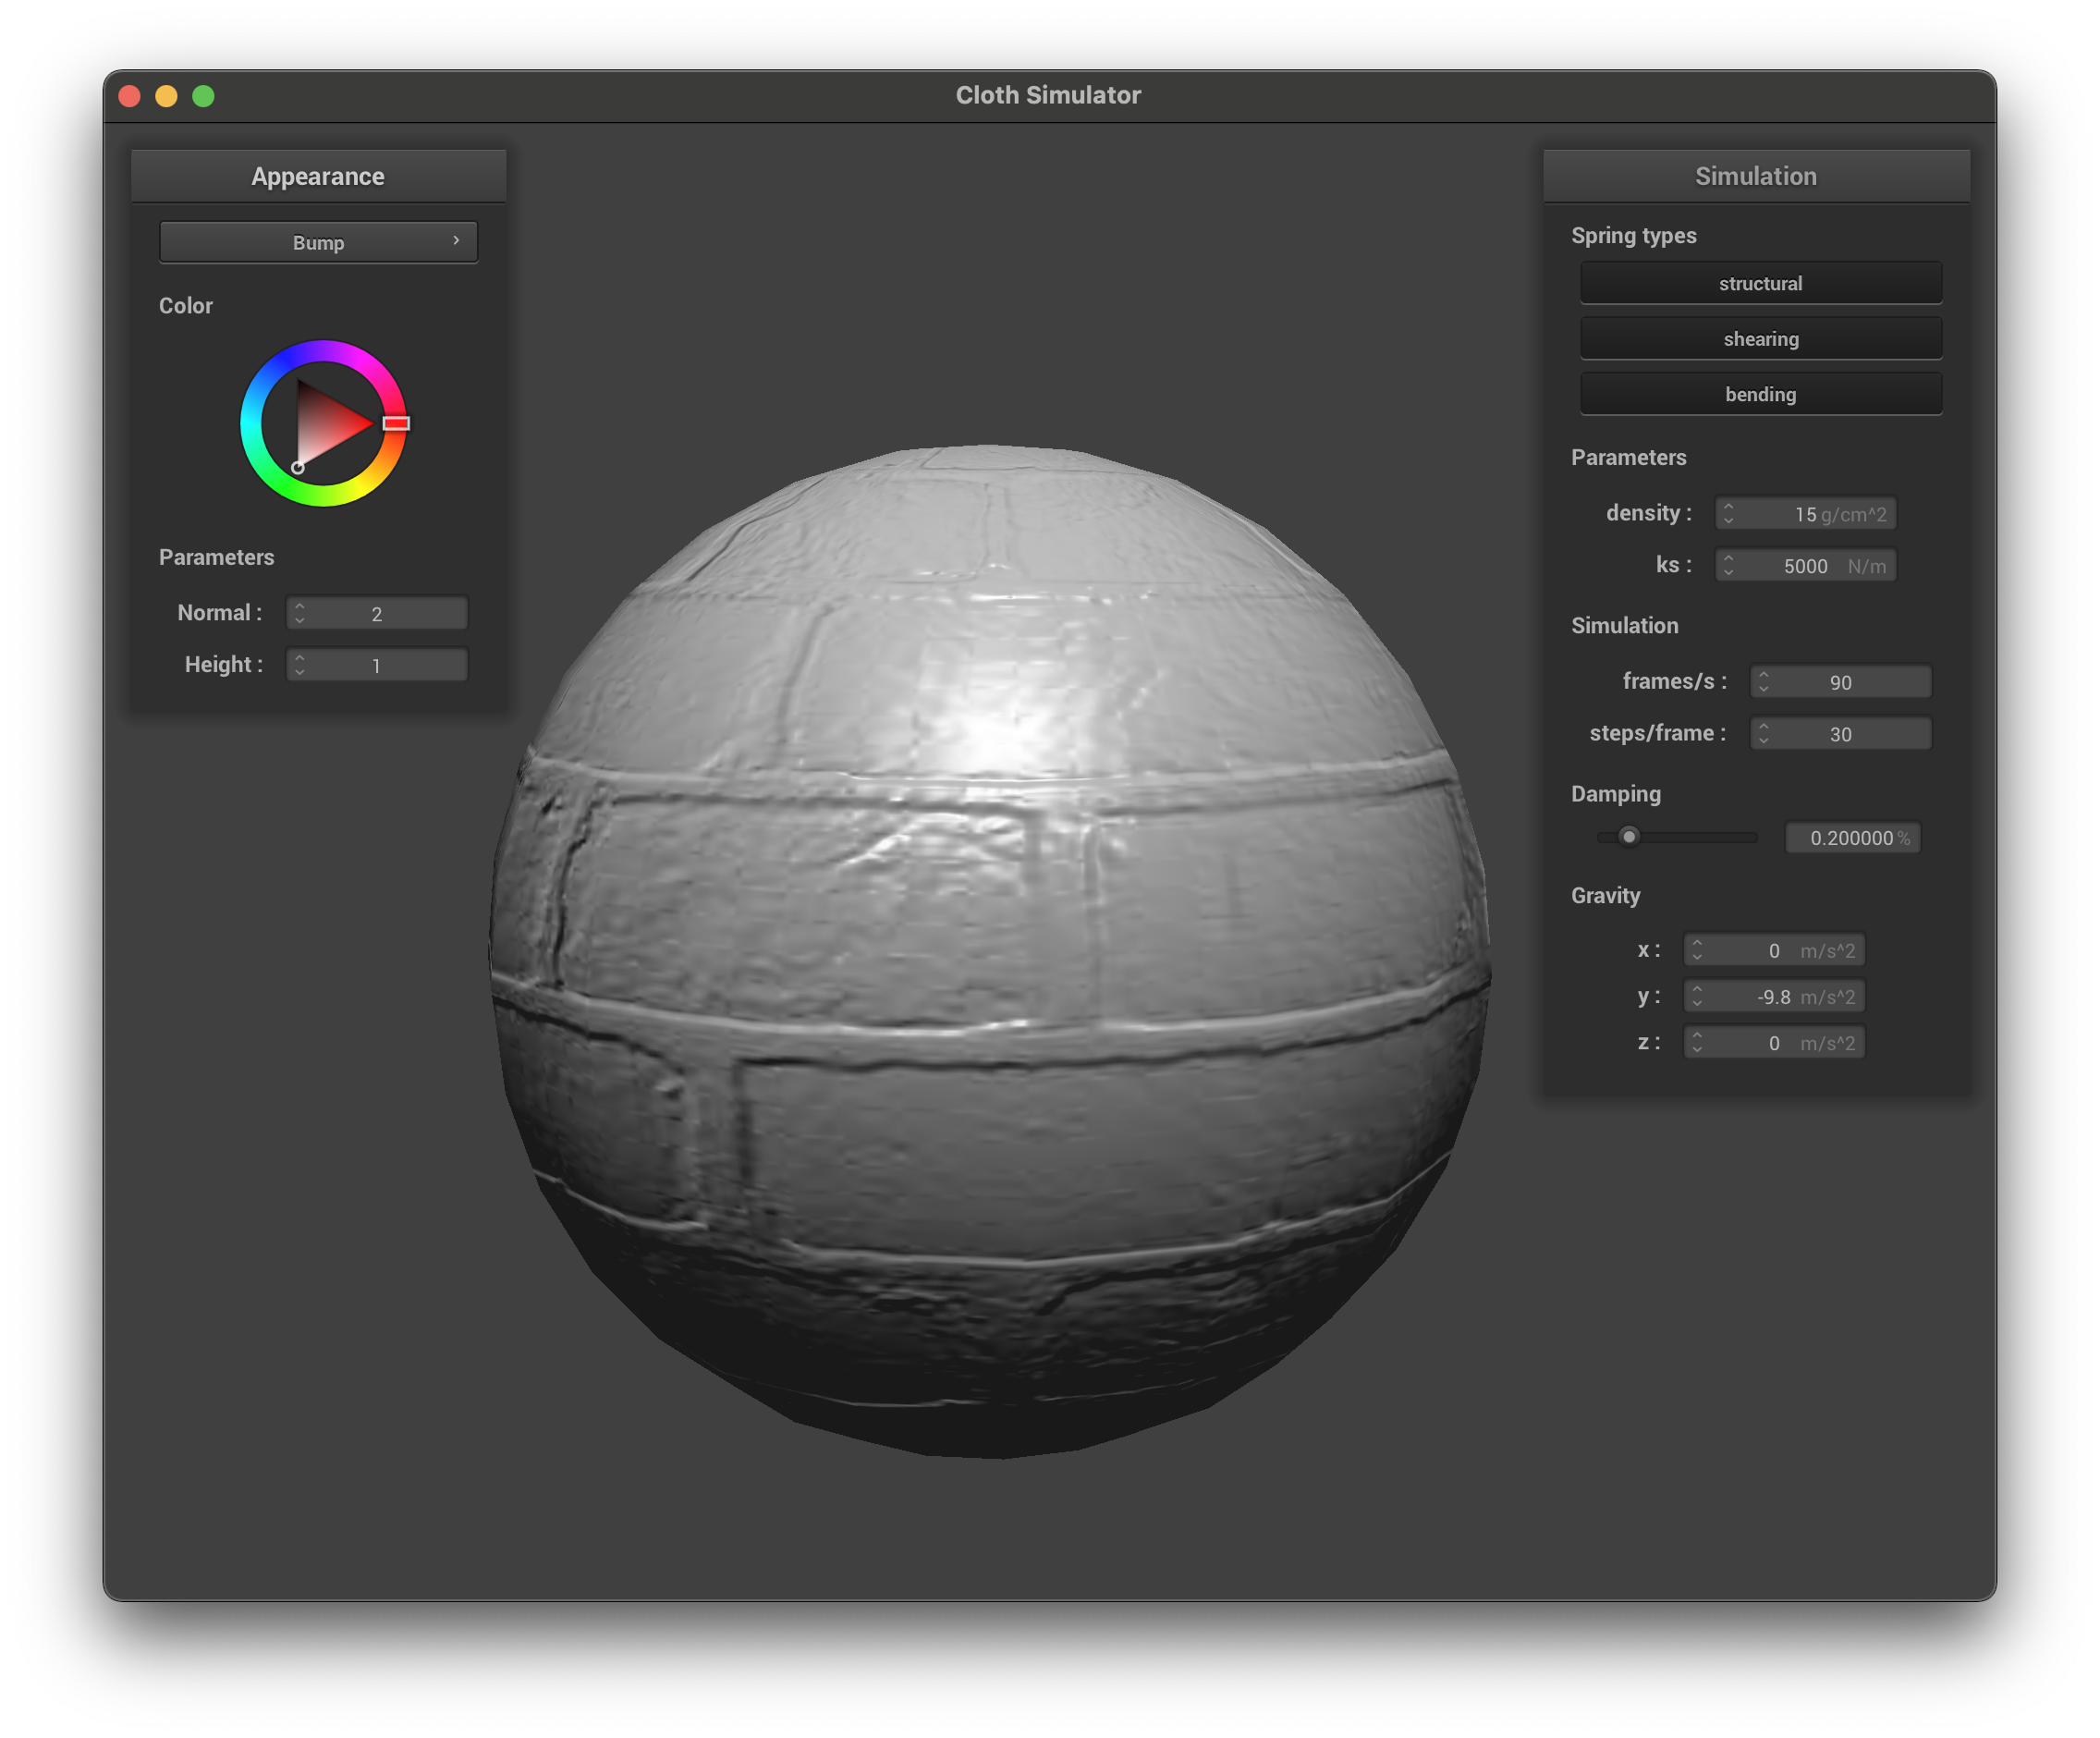 Cloth Simulator
Appearance
Bump
Color
Parameters
Normal : 2
Height : 1
Simulation
Spring types
structural
shearing
bending
Parameters
density : 15 g/cm^2
ks : 5000 N/m
Simulation
frames/s : 90
steps/frame : 30
Damping
0.200000 %
Gravity
x : 0 m/s^2
y : -9.8 m/s^2
z : 0 m/s^2